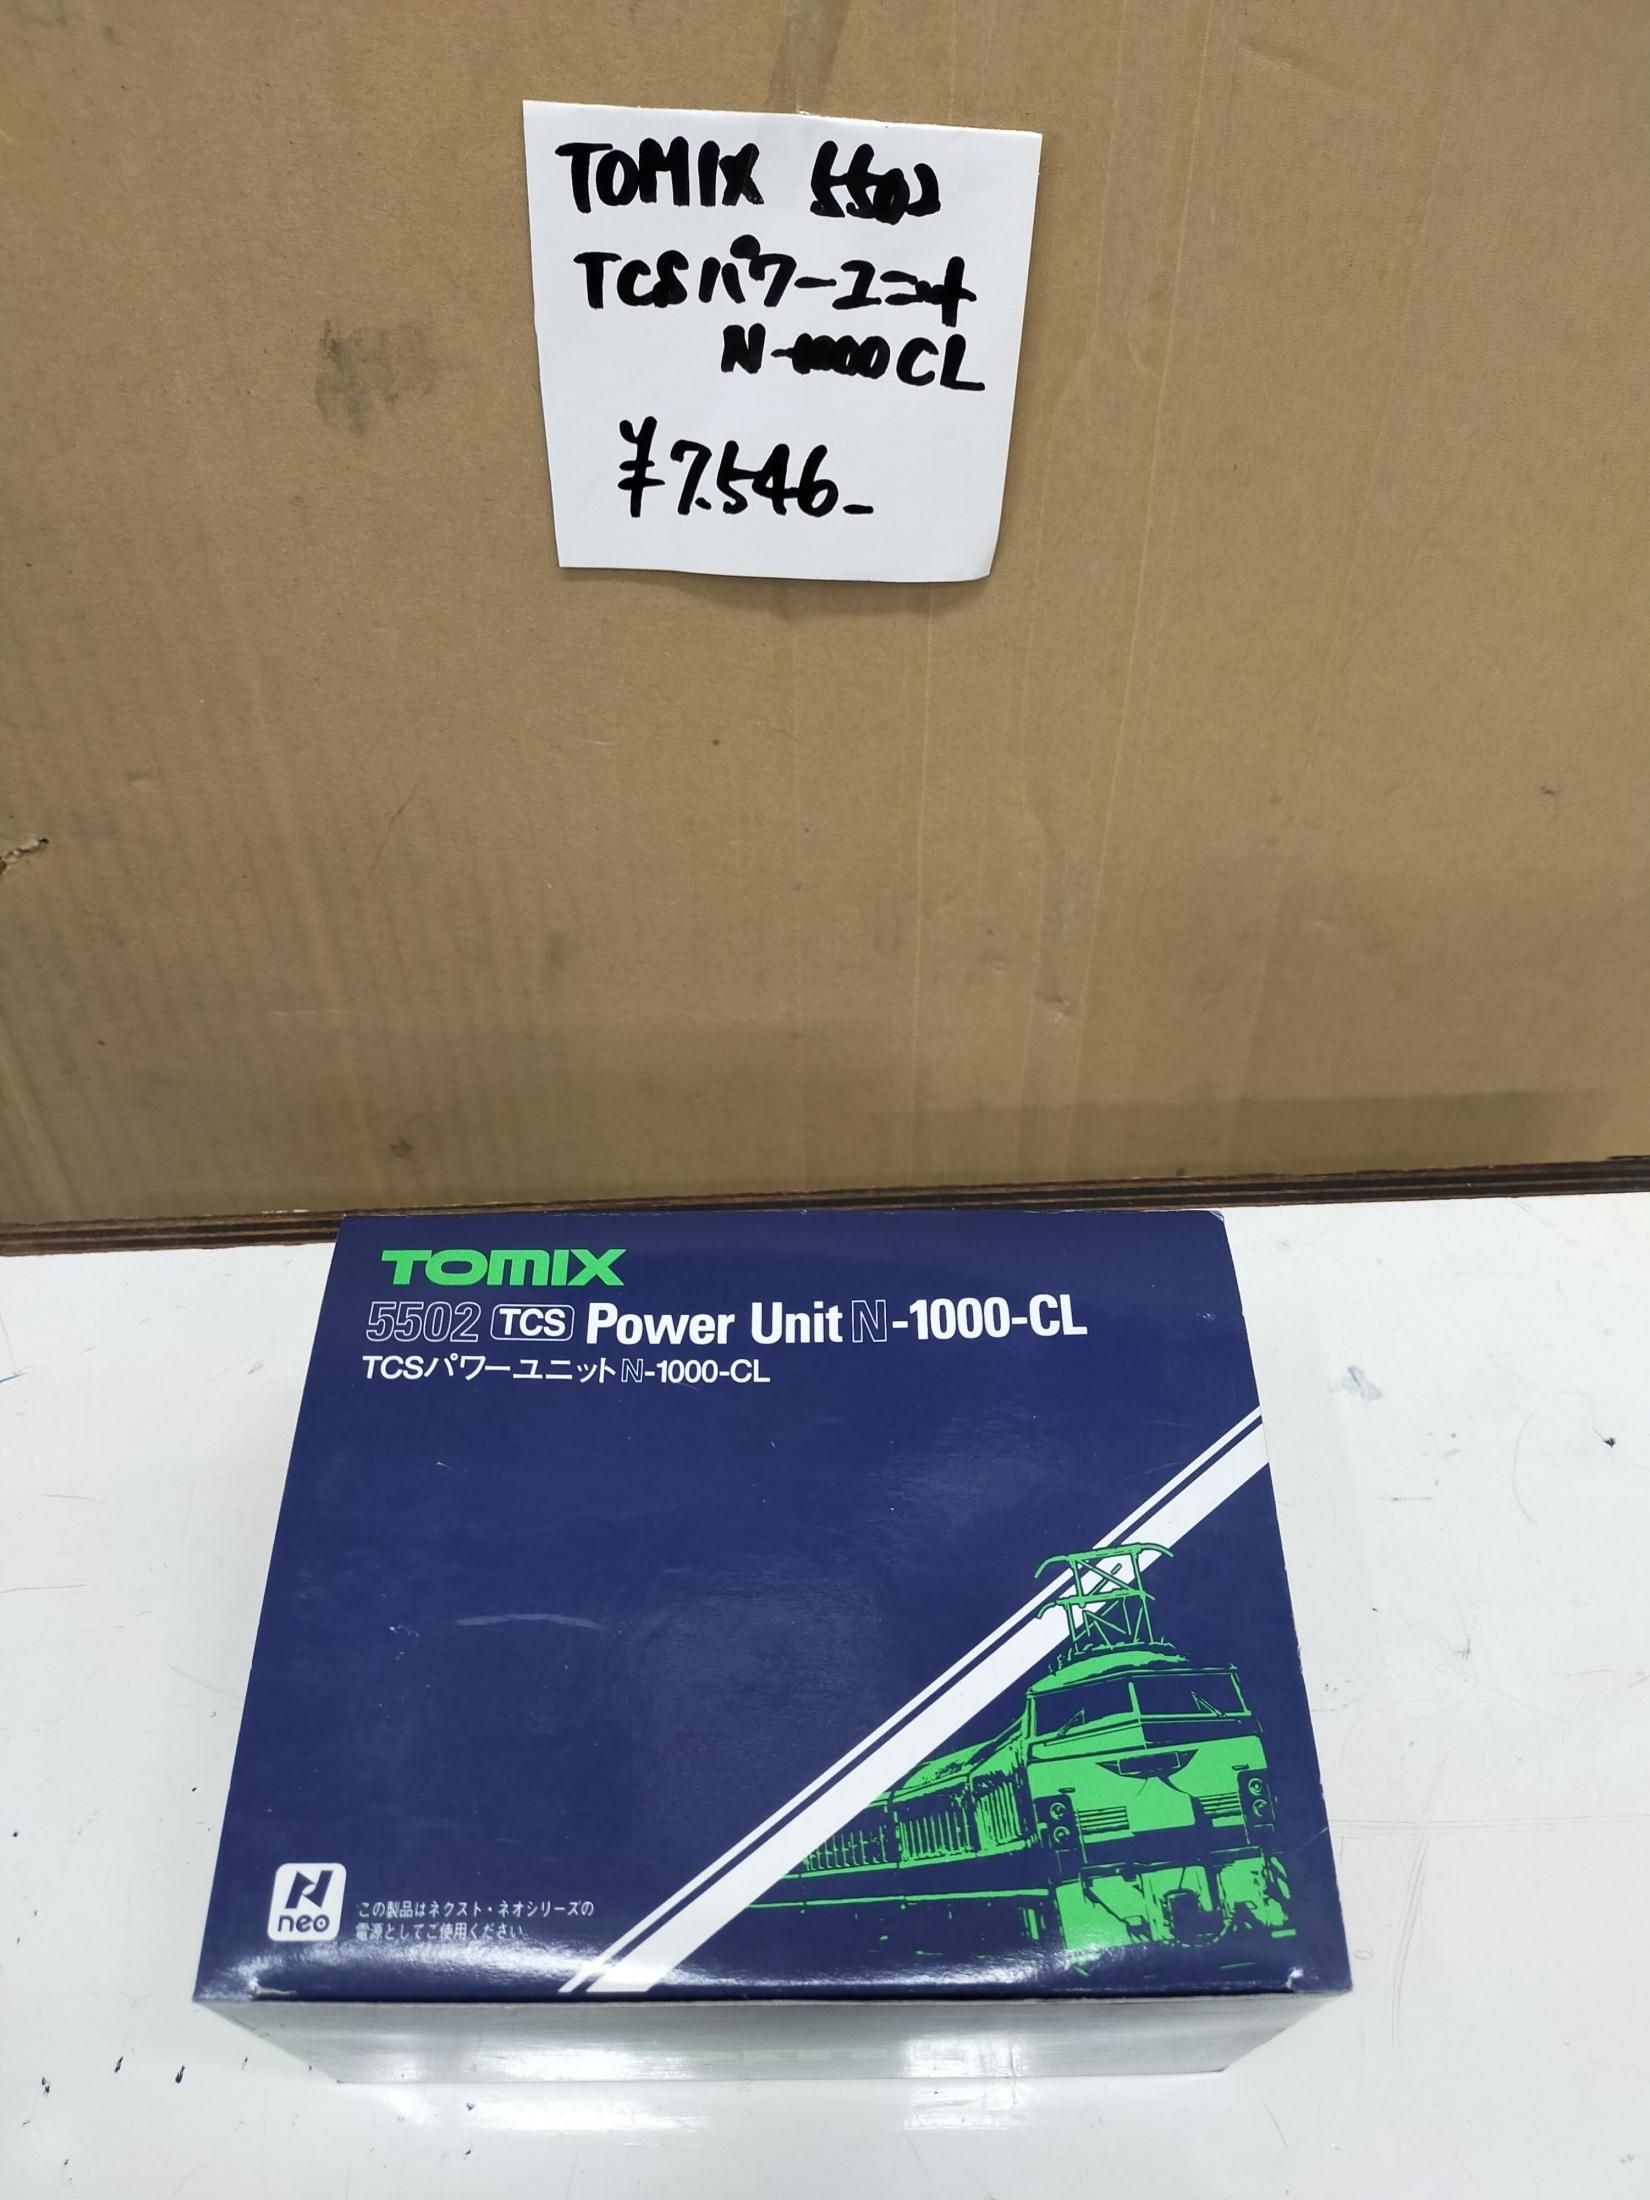 TOMIX 5502
TCSパワーユニット
N-1000CL
¥7.546-
TOMIX
5502 TCS Power Unit N-1000-CL
TCSパワーユニットN-1000-CL
N
neo
この製品はネクスト・ネオシリーズの
電源としてご使用ください。